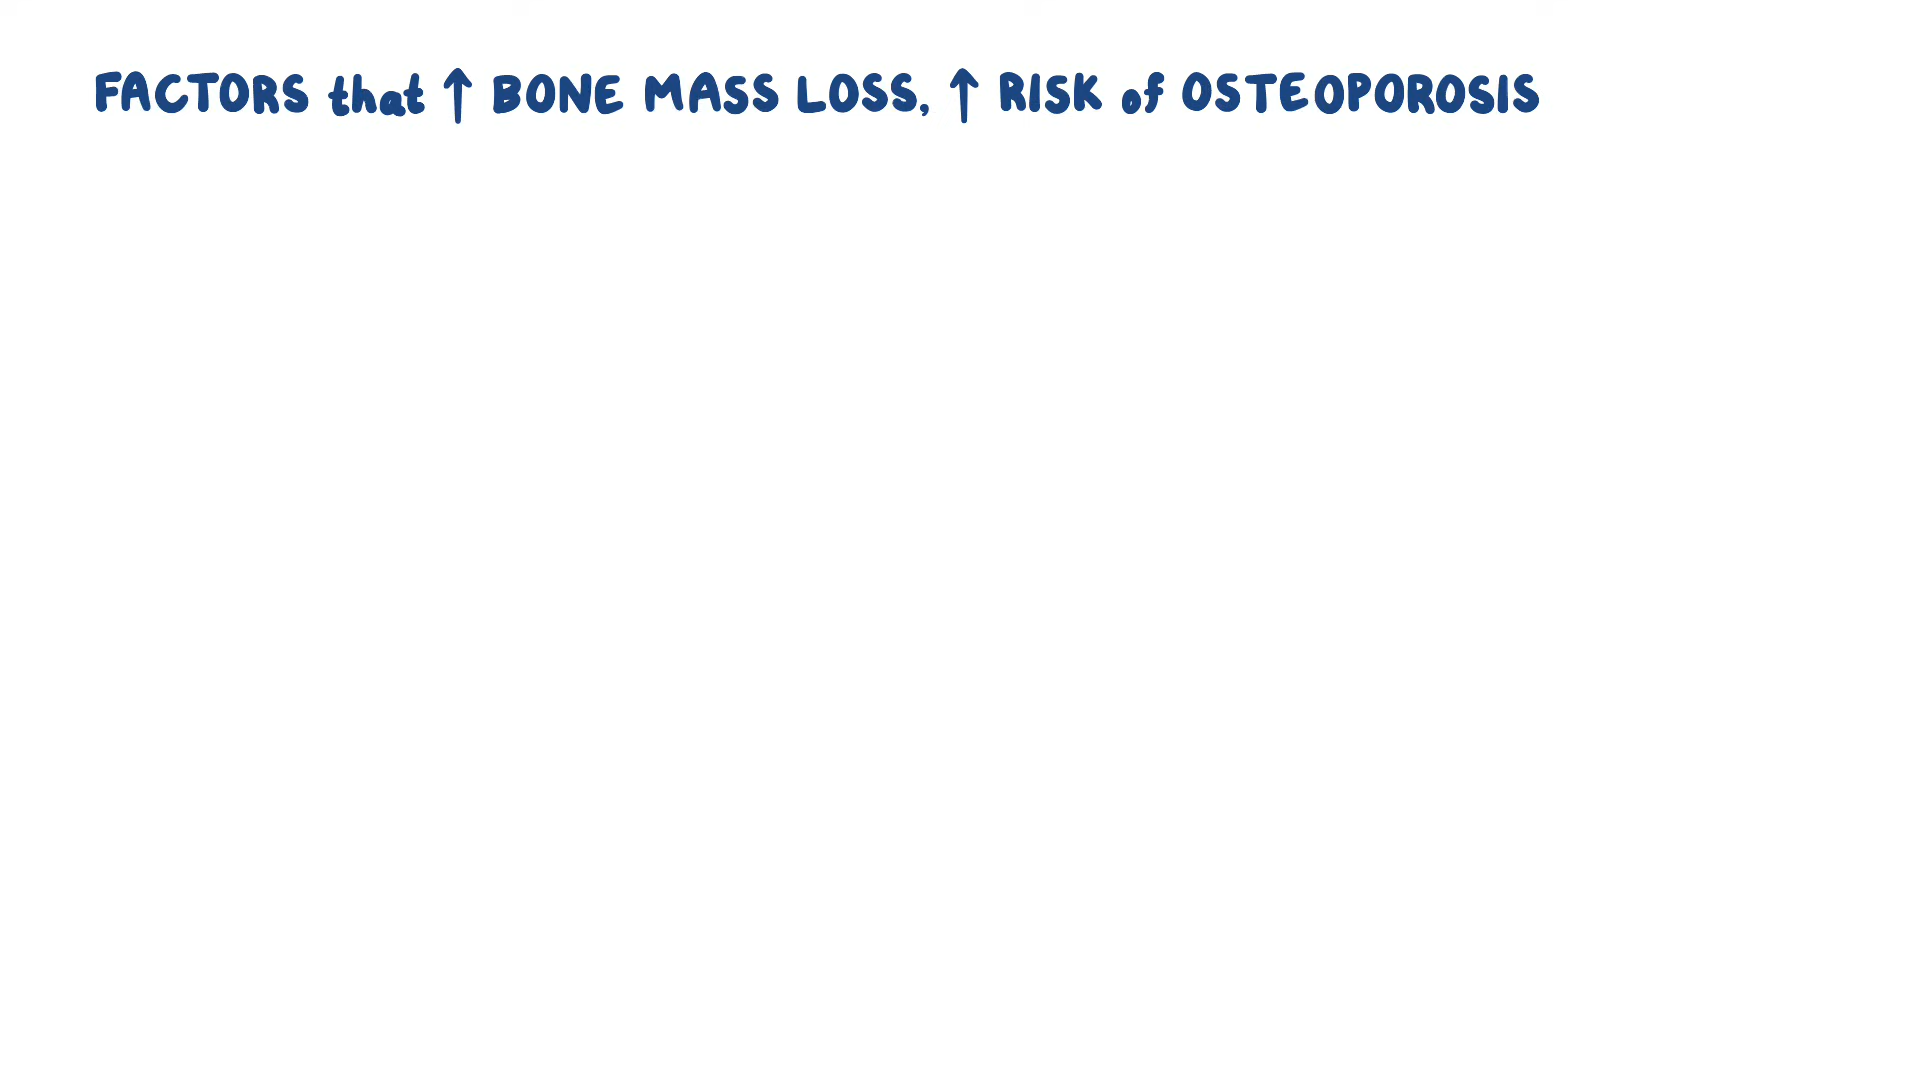 FACTORS that ↑ BONE MASS LOSS, ↑ RISK of OSTEOPOROSIS